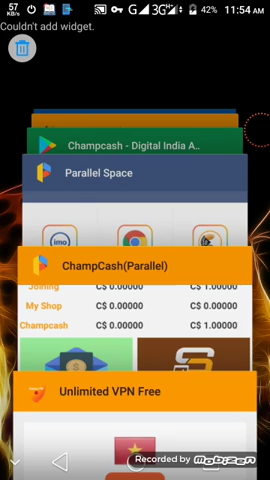 57
KB/s
G 3G H+ 42% 11:54 AM
Couldn't add widget.
Champcash - Digital India A..
Parallel Space
imo
ChampCash(Parallel)
Joining C$ 0.00000 C$ 1.00000
My Shop C$ 0.00000 C$ 0.00000
Champcash C$ 0.00000 C$ 1.00000
Unlimited VPN Free
Recorded by
MOBIZEN